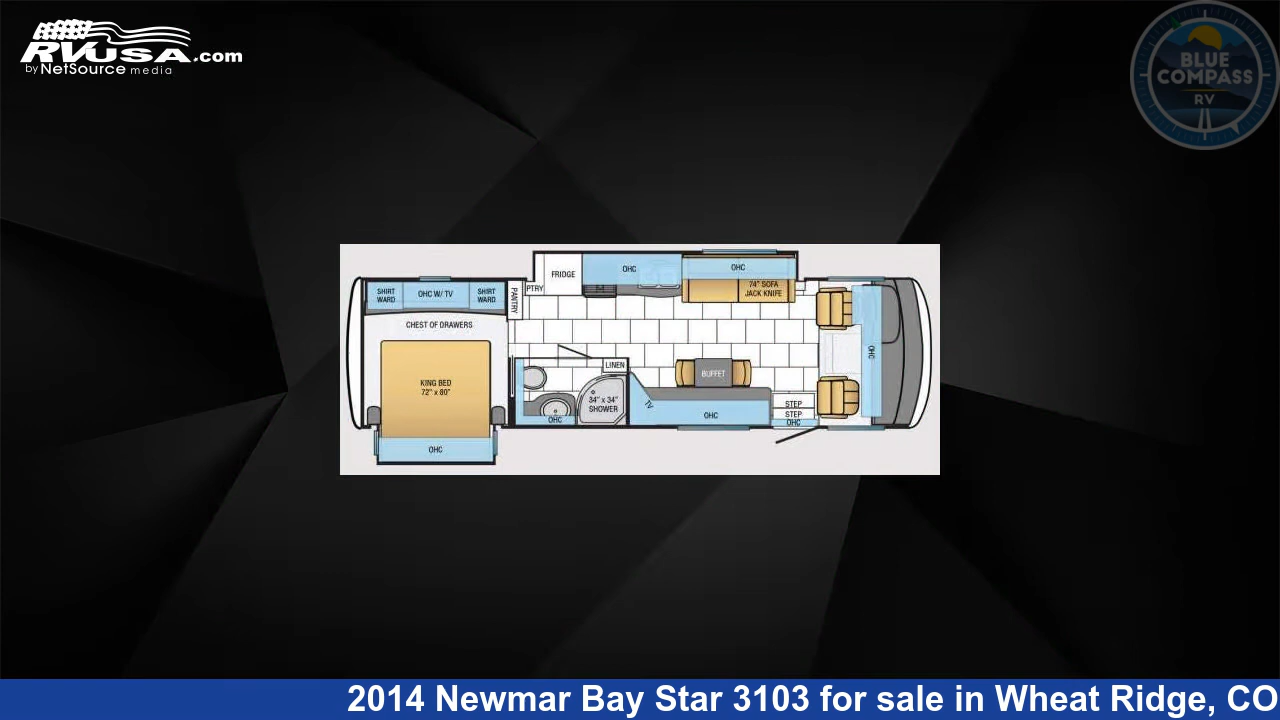 RVUSA.com
by NetSource media
BLUE
COMPASS
RV
FRIDGE
OHC
OHC
PTRY
74" SOFA
JACK KNIFE
SHIRT
WARD
OHC W/ TV
SHIRT
WARD
PANTRY
CHEST OF DRAWERS
OHC
LINEN
BUFFET
KING BED
72" x 80"
34" x 34"
SHOWER
TV
OHC
STEP
STEP
OHC
OHC
OHC
2014 Newmar Bay Star 3103 for sale in Wheat Ridge, CO